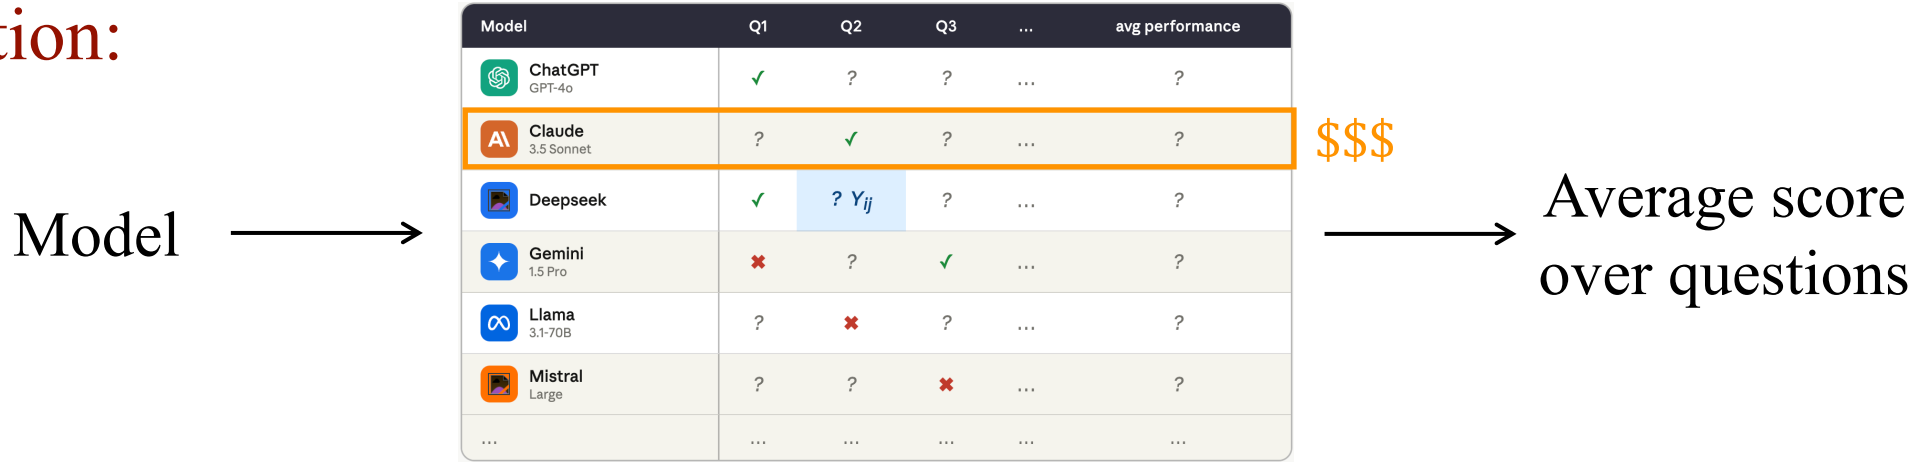 tion:
Model Q1 Q2 Q3 ... avg performance
ChatGPT ✓ ? ? ... ?
GPT-4o
Claude ? ✓ ? ... ?
3.5 Sonnet
$$$
Deepseek ✓ ? Yij ? ... ?
Model
Average score
over questions
Gemini ✖ ? ✓ ... ?
1.5 Pro
Llama ? ✖ ? ... ?
3.1-70B
Mistral ? ? ✖ ... ?
Large
... ... ... ... ... ...